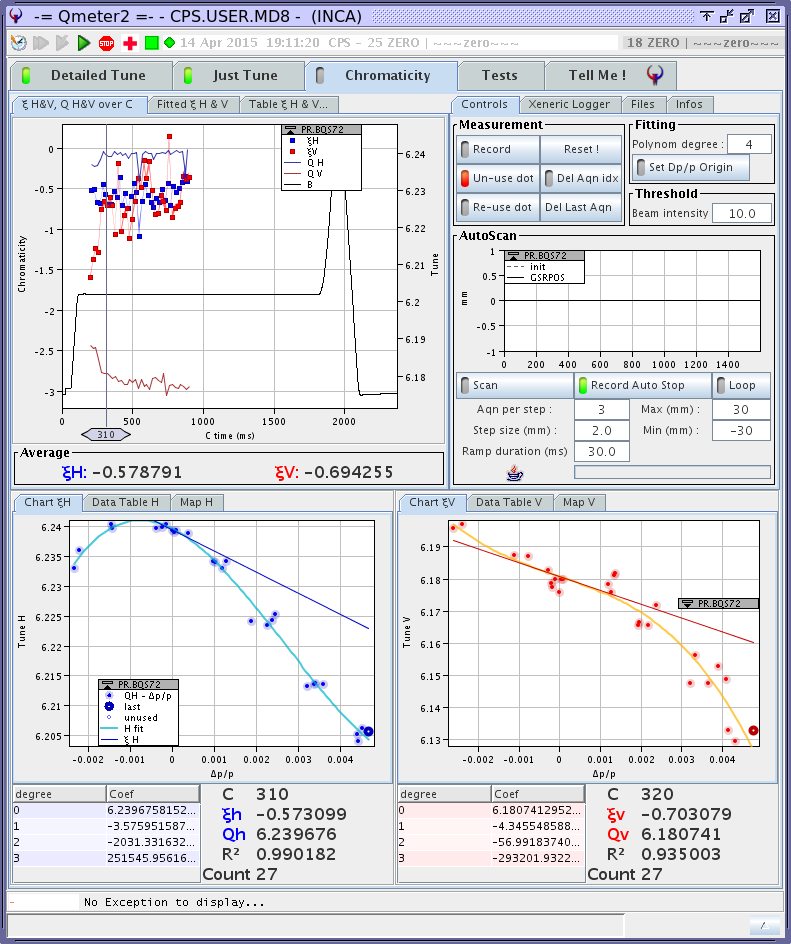 -= Qmeter2 =- - CPS.USER.MD8 - (INCA)
STOP 14 Apr 2015 19:11:20 CPS - 25 ZERO | ~~~zero~~~ 18 ZERO | ~~~zero~~~
Detailed Tune Just Tune Chromaticity Tests Tell Me !
ξ H&V, Q H&V over C Fitted ξ H & V Table ξ H & V...
PR.BQS72
ξH
ξV
Q H
Q V
B
0
-0.5
-1
-1.5
-2
-2.5
-3
Chromaticity
6.24
6.23
6.22
6.21
6.2
6.19
6.18
Tune
0 500 1000 1500 2000
310
C time (ms)
Average
ξH: -0.578791 ξV: -0.694255
Controls Xeneric Logger Files Infos
Measurement
Record Reset !
Un-use dot Del Aqn idx
Re-use dot Del Last Aqn
Fitting
Polynom degree : 4
Set Dp/p Origin
Threshold
Beam intensity 10.0
AutoScan
PR.BQS72
init
GSRPOS
1
0.5
0
-0.5
-1
mm
0 200 400 600 800 1000 1200 1400
Scan Record Auto Stop Loop
Aqn per step : 3 Max (mm) : 30
Step size (mm) : 2.0 Min (mm) : -30
Ramp duration (ms) 30.0
Chart ξH Data Table H Map H
6.24
6.235
6.23
6.225
6.22
6.215
6.21
6.205
Tune H
PR.BQS72
QH - Δp/p
last
unused
H fit
ξ H
-0.002 -0.001 0 0.001 0.002 0.003 0.004
Δp/p
degree Coef
0 6.2396758152...
1 -3.575951587...
2 -2031.331632...
3 251545.95616...
C 310
ξh -0.573099
Qh 6.239676
R² 0.990182
Count 27
Chart ξV Data Table V Map V
6.19
6.18
6.17
6.16
6.15
6.14
6.13
Tune V
PR.BQS72
-0.002 -0.001 0 0.001 0.002 0.003 0.004
Δp/p
degree Coef
0 6.1807412952...
1 -4.345548588...
2 -56.99183740...
3 -293201.9322...
C 320
ξv -0.703079
Qv 6.180741
R² 0.935003
Count 27
- No Exception to display...